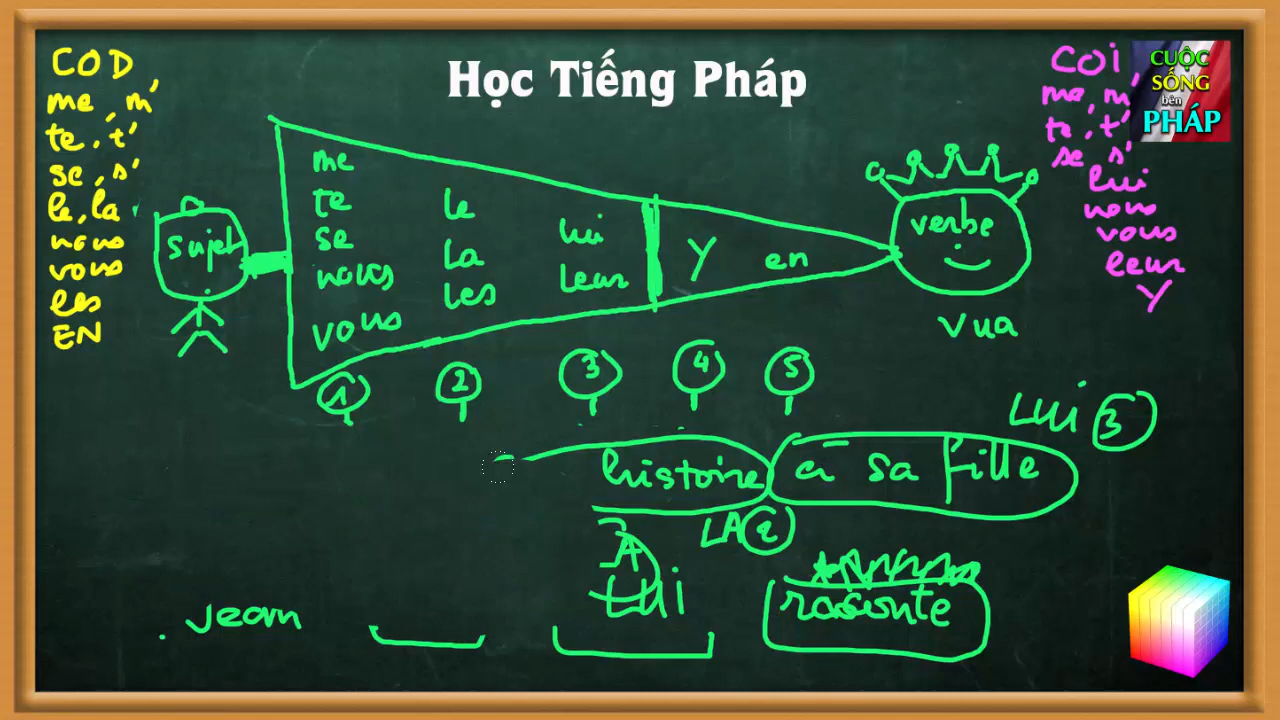 Học Tiếng Pháp
CUỘC
SỐNG
bên
PHÁP
COD
me, m'
te, t'
se, s'
le, la
nous
vous
les
EN
COI
me, m'
te, t'
se, s'
lui
nous
vous
leur
Y
sujet
me
te
se
nous
vous
le
la
les
lui
leur
Y
en
verbe
vua
1
2
3
4
5
LUI 3
histoire
à sa fille
LA 2
LUI
raconte
Jean